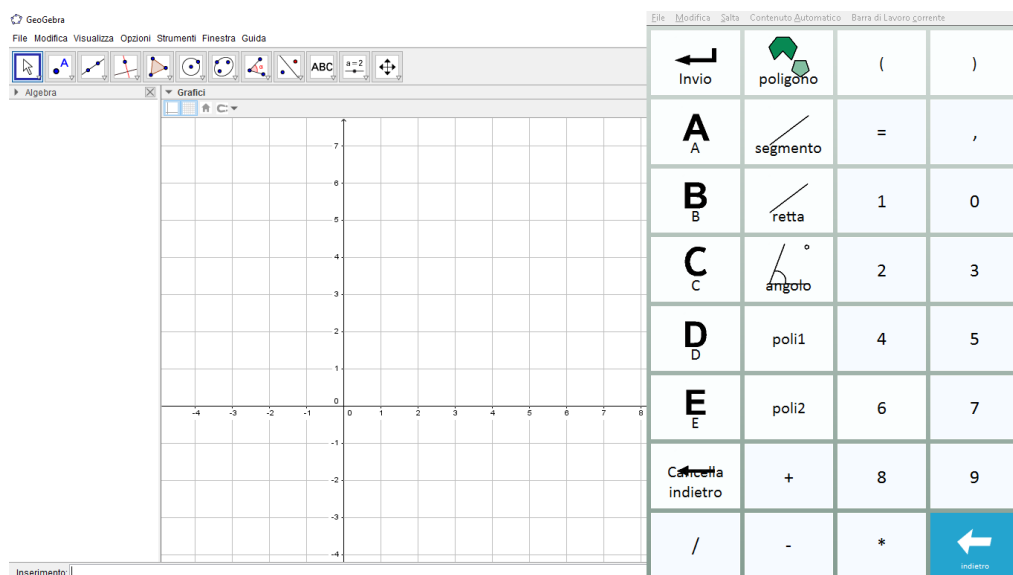 GeoGebra
File Modifica Visualizza Opzioni Strumenti Finestra Guida
A
α
ABC
a=2
Algebra
Grafici
7
6
5
4
3
2
1
0
-4 -3 -2 -1 0 1 2 3 4 5 6 7 8
-1
-2
-3
-4
Inserimento:
File Modifica Salta Contenuto Automatico Barra di Lavoro corrente
Invio poligono ( )
A
A segmento = ,
B
B retta 1 0
C
C angolo 2 3
D
D poli1 4 5
E
E poli2 6 7
Cancella
indietro + 8 9
/ - *
indietro